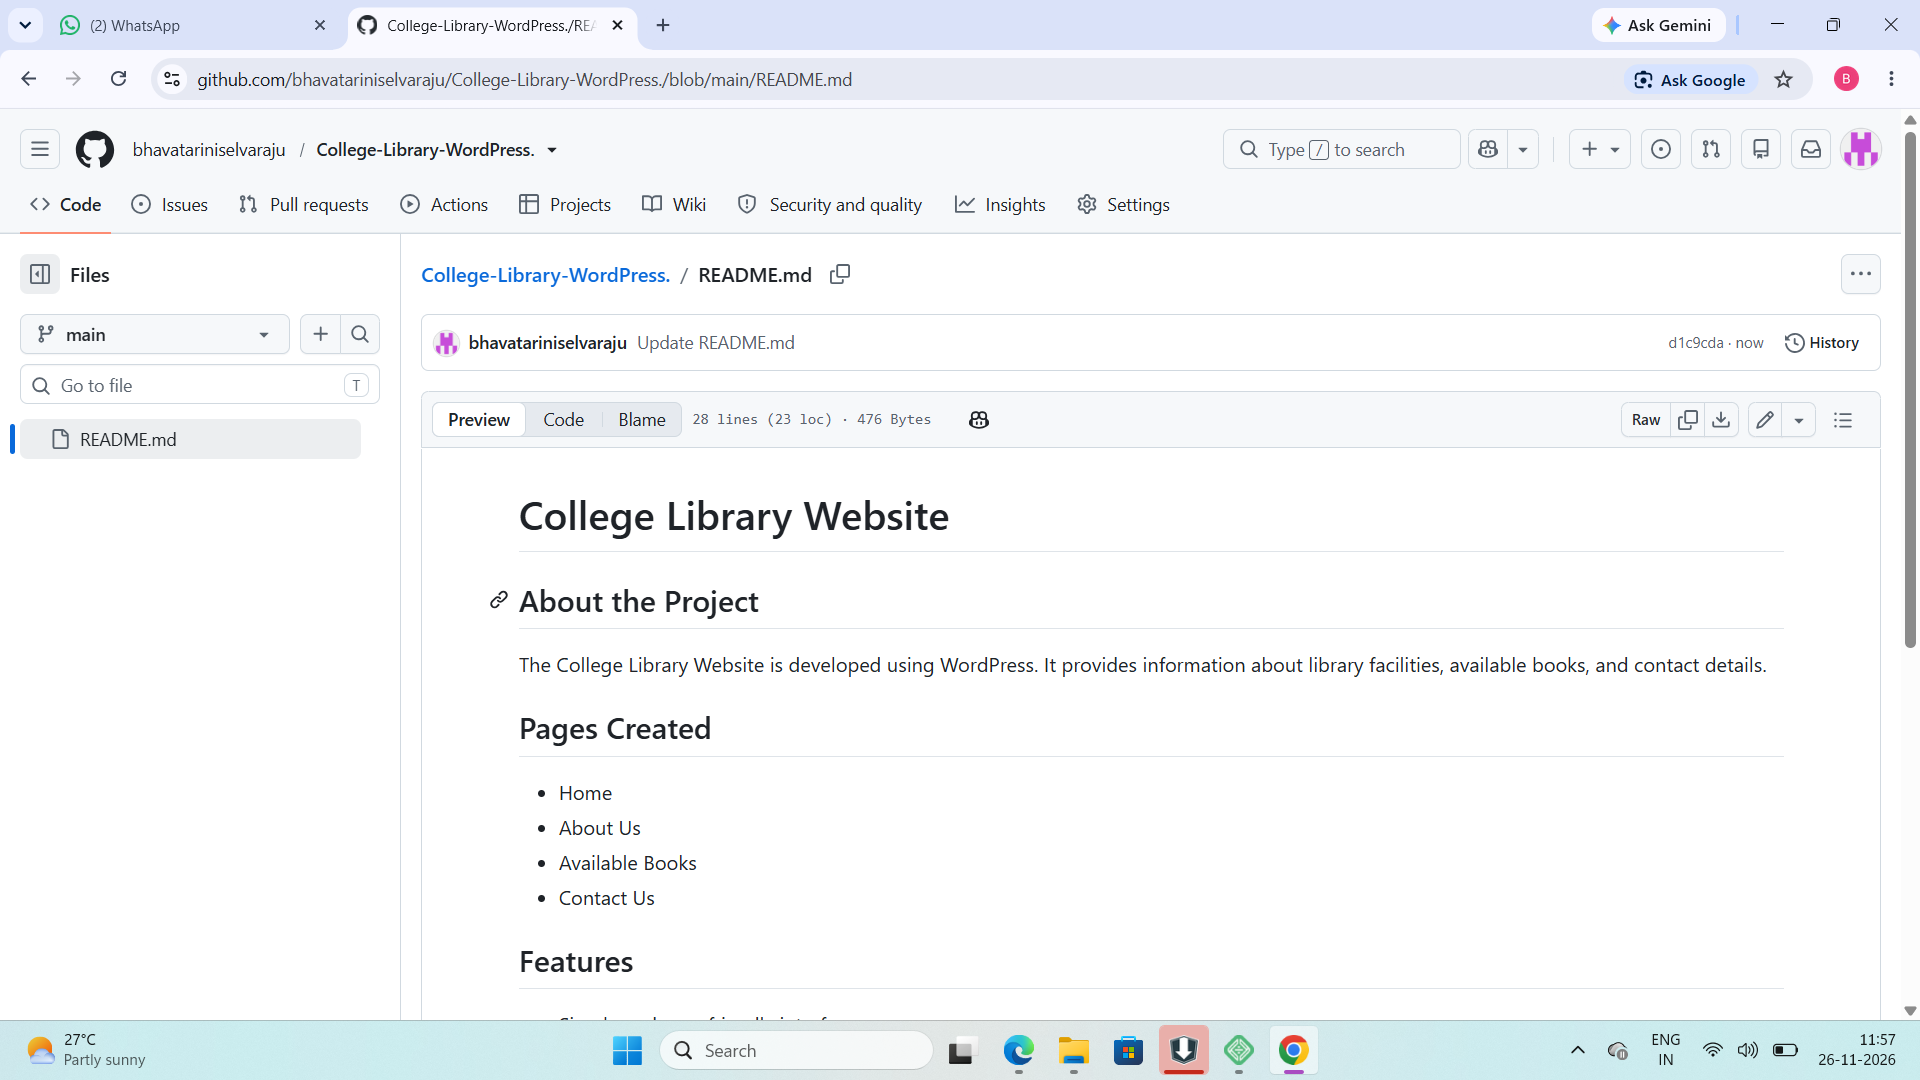 (2) WhatsApp
College-Library-WordPress./REA
Ask Gemini
github.com/bhavatariniselvaraju/College-Library-WordPress./blob/main/README.md
Ask Google
B
bhavatariniselvaraju / College-Library-WordPress.
Type / to search
Code
Issues
Pull requests
Actions
Projects
Wiki
Security and quality
Insights
Settings
Files
main
Go to file
T
README.md
College-Library-WordPress. / README.md
bhavatariniselvaraju Update README.md
d1c9cda · now
History
Preview
Code
Blame
28 lines (23 loc) · 476 Bytes
Raw
College Library Website
About the Project
The College Library Website is developed using WordPress. It provides information about library facilities, available books, and contact details.
Pages Created
Home
About Us
Available Books
Contact Us
Features
27°C
Partly sunny
Search
ENG
IN
11:57
26-11-2026